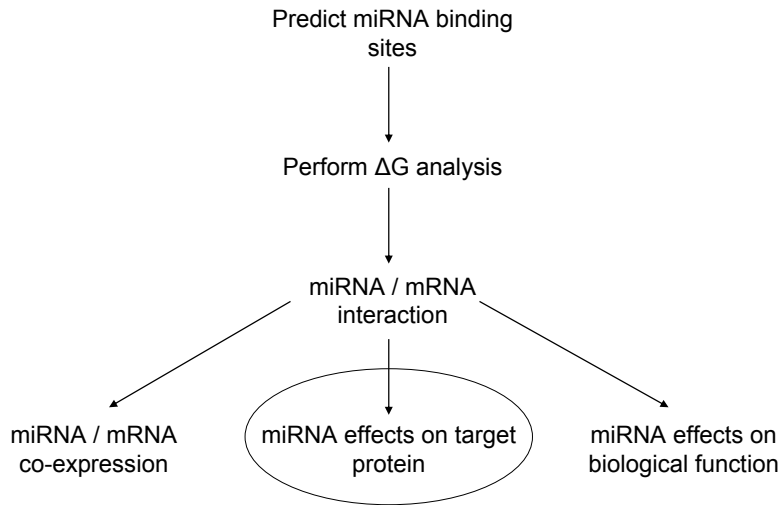 Predict miRNA binding
sites
Perform ΔG analysis
miRNA / mRNA
interaction
miRNA / mRNA
co-expression
miRNA effects on target
protein
miRNA effects on
biological function